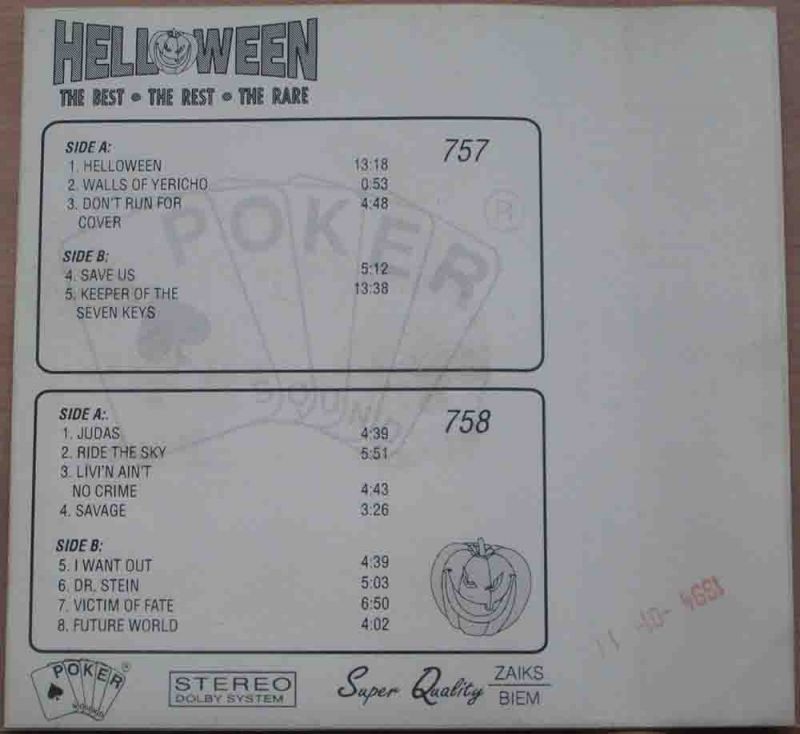 HELLOWEEN
THE BEST • THE REST • THE RARE
757
SIDE A:
1. HELLOWEEN 13:18
2. WALLS OF YERICHO 0:53
3. DON'T RUN FOR 4:48
COVER
SIDE B:
4. SAVE US 5:12
5. KEEPER OF THE 13:38
SEVEN KEYS
POKER ®
SOUND
758
SIDE A:.
1. JUDAS 4:39
2. RIDE THE SKY 5:51
3. LIVI'N AIN'T
NO CRIME 4:43
4. SAVAGE 3:26
SIDE B:
5. I WANT OUT 4:39
6. DR. STEIN 5:03
7. VICTIM OF FATE 6:50
8. FUTURE WORLD 4:02
POKER ®
SOUND
STEREO
DOLBY SYSTEM
Super Quality
ZAIKS
BIEM